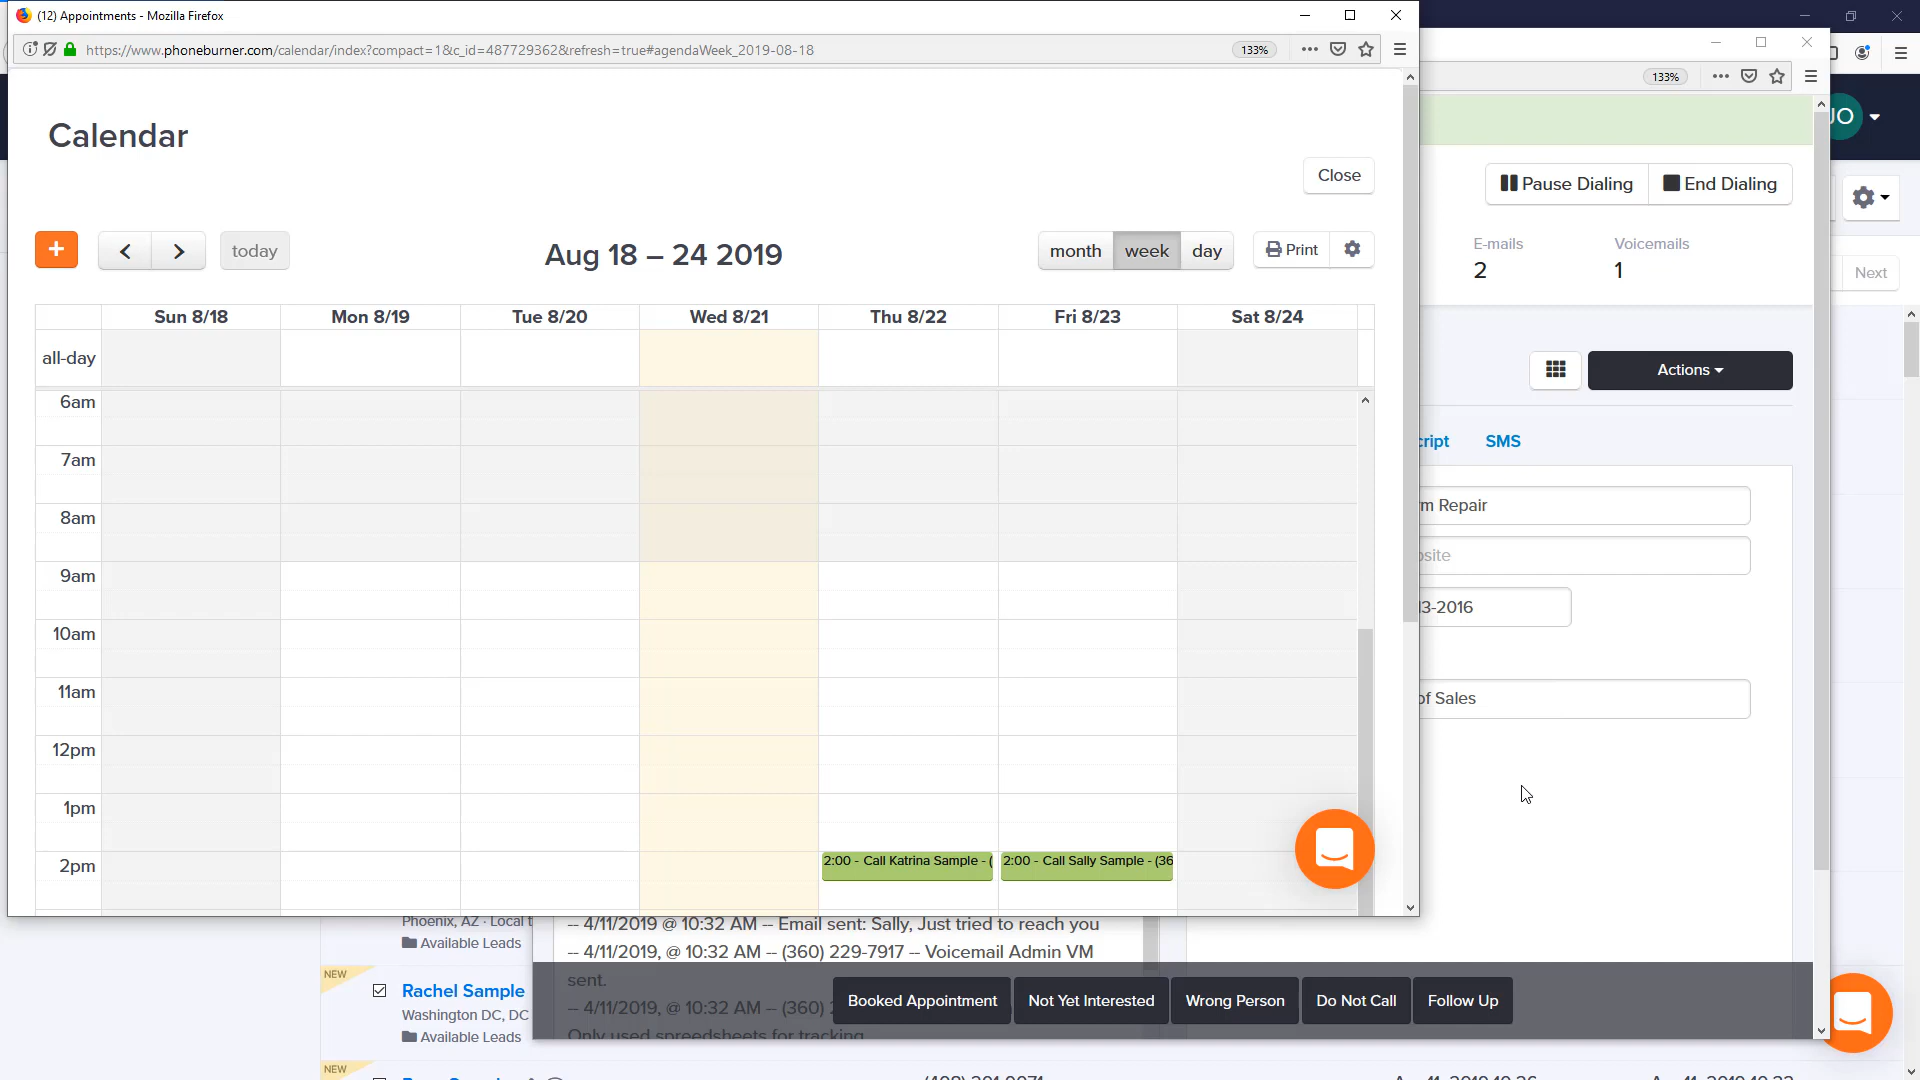 (12) Appointments - Mozilla Firefox
https://www.phoneburner.com/calendar/index?compact=1&c_id=487729362&refresh=true#agendaWeek_2019-08-18
133%
133%
Calendar
JO
Close
Pause Dialing
End Dialing
+
today
Aug 18 – 24 2019
month
week
day
Print
E-mails
2
Voicemails
1
Next
Sun 8/18
Mon 8/19
Tue 8/20
Wed 8/21
Thu 8/22
Fri 8/23
Sat 8/24
all-day
Actions
6am
7am
8am
9am
10am
11am
12pm
1pm
2pm
cript
SMS
m Repair
site
13-2016
of Sales
2:00 - Call Katrina Sample - (
2:00 - Call Sally Sample - (36
Phoenix, AZ · Local t
Available Leads
-- 4/11/2019 @ 10:32 AM -- Email sent: Sally, Just tried to reach you
-- 4/11/2019, @ 10:32 AM -- (360) 229-7917 -- Voicemail Admin VM
sent.
-- 4/11/2019, @ 10:32 AM -- (360) 2
Only used spreedsheets for tracking
NEW
Rachel Sample
Washington DC, DC
Available Leads
Booked Appointment
Not Yet Interested
Wrong Person
Do Not Call
Follow Up
NEW